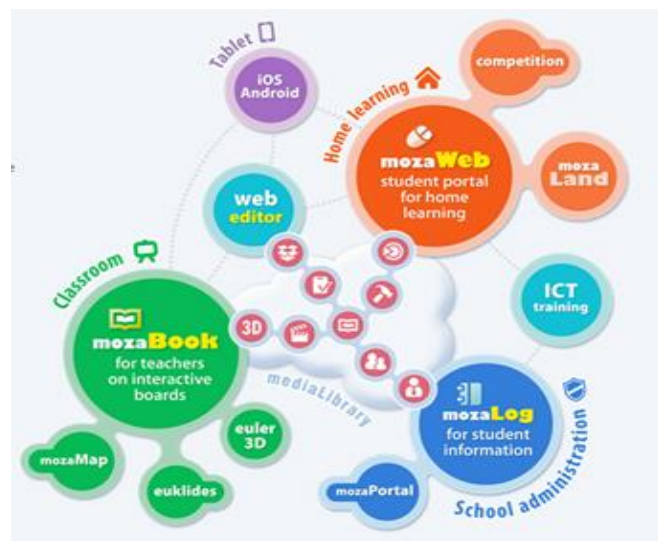 Tablet
iOS
Android
Home learning
competition
mozaWeb
student portal
for home
learning
moza
Land
web
editor
Classroom
mozaBook
for teachers
on interactive
boards
3D
mediaLibrary
ICT
training
mozaLog
for student
information
School administration
euler
3D
mozaMap
euklides
mozaPortal